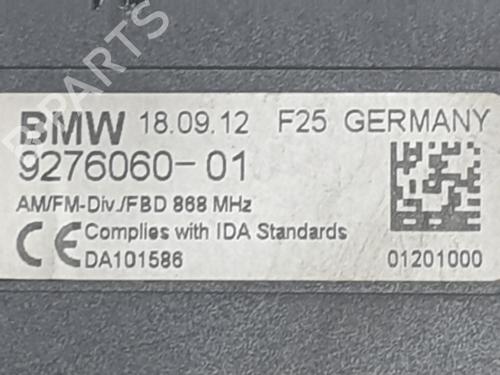 BMW 18.09.12 F25 GERMANY
9276060-01
AM/FM-Div./FBD 868 MHz
CE Complies with IDA Standards
DA101586 01201000